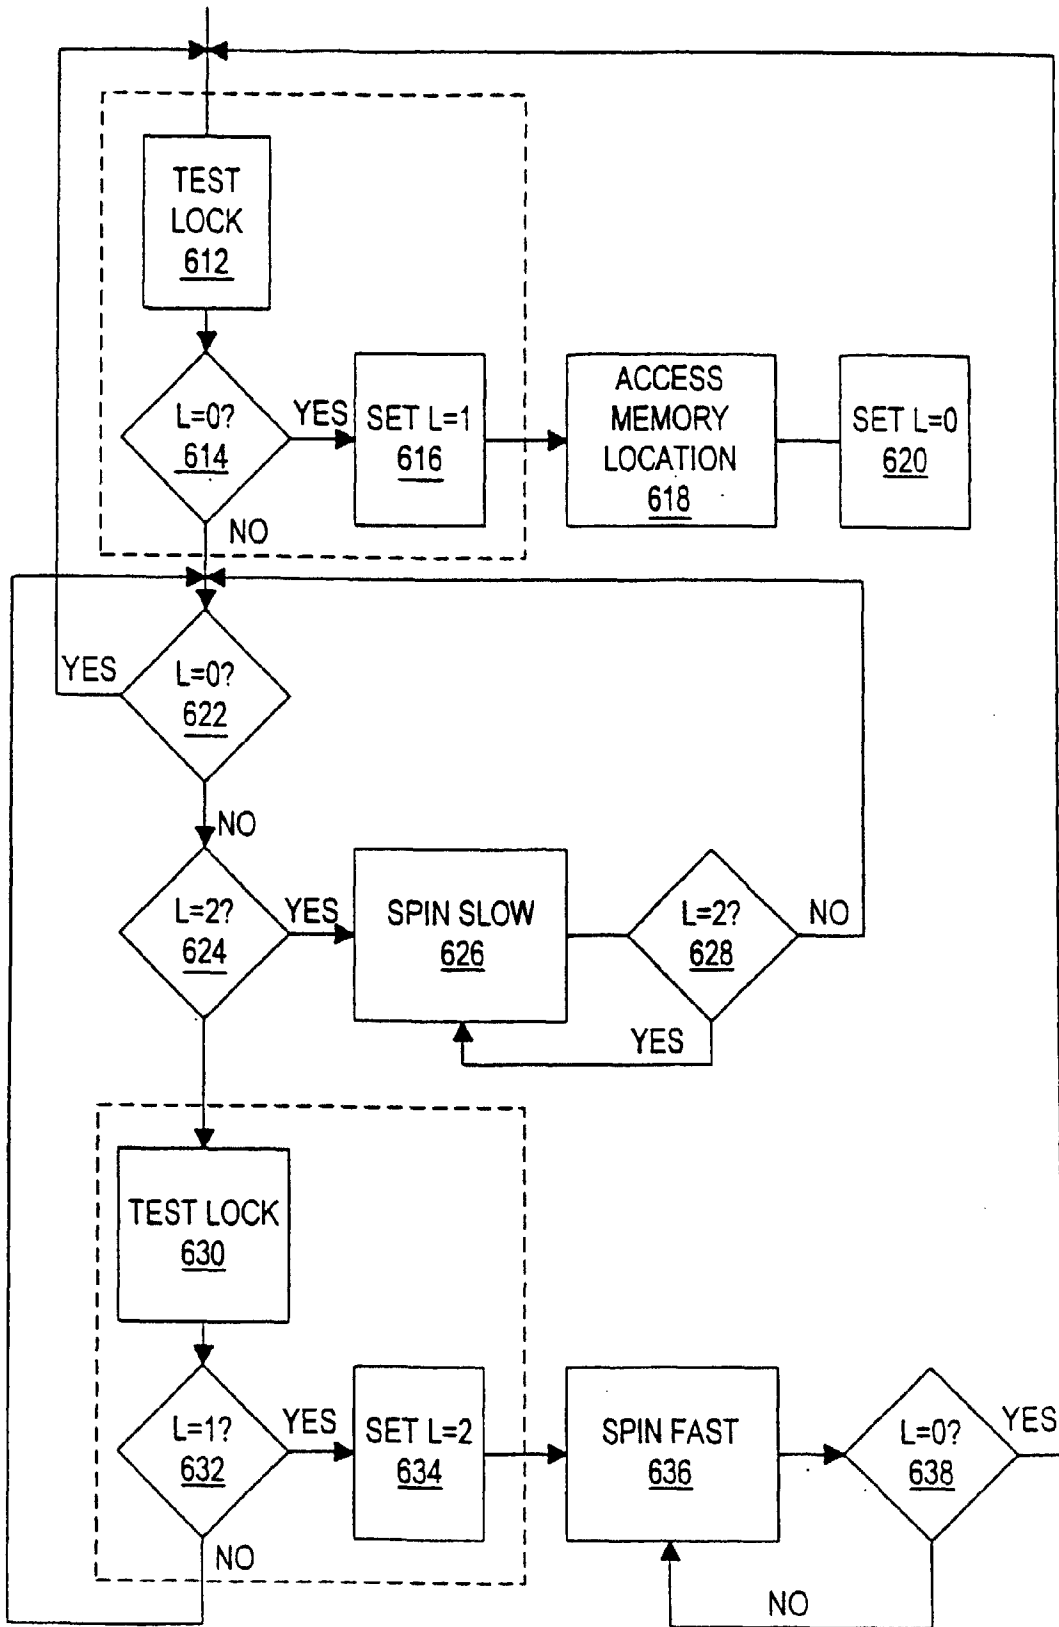 TEST
LOCK
612
L=0?
614
YES
SET L=1
616
ACCESS
MEMORY
LOCATION
618
SET L=0
620
NO
YES
L=0?
622
NO
L=2?
624
YES
SPIN SLOW
626
L=2?
628
NO
YES
TEST LOCK
630
L=1?
632
YES
SET L=2
634
SPIN FAST
636
L=0?
638
YES
NO
NO